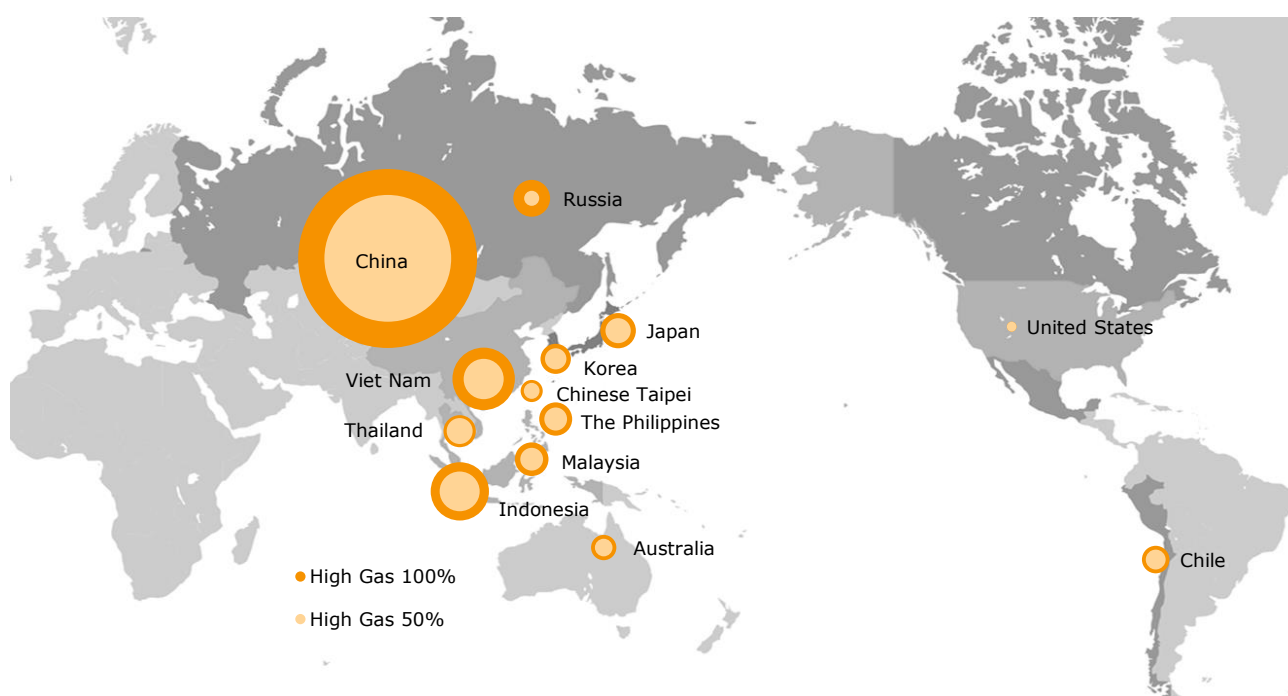 Russia
China
Japan
United States
Korea
Viet Nam
Chinese Taipei
The Philippines
Thailand
Malaysia
Indonesia
Australia
Chile
High Gas 100%
High Gas 50%